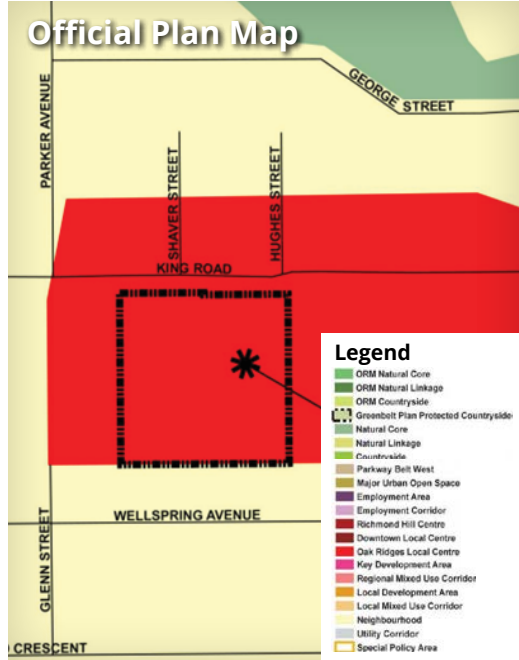 Official Plan Map
GEORGE STREET
PARKER AVENUE
SHAVER STREET
HUGHES STREET
KING ROAD
WELLSPRING AVENUE
GLENN STREET
CRESCENT
Legend
ORM Natural Core
ORM Natural Linkage
ORM Countryside
Greenbelt Plan Protected Countryside
Natural Core
Natural Linkage
Countryside
Parkway Belt West
Major Urban Open Space
Employment Area
Employment Corridor
Richmond Hill Centre
Downtown Local Centre
Oak Ridges Local Centre
Key Development Area
Regional Mixed Use Corridor
Local Development Area
Local Mixed Use Corridor
Neighbourhood
Utility Corridor
Special Policy Area